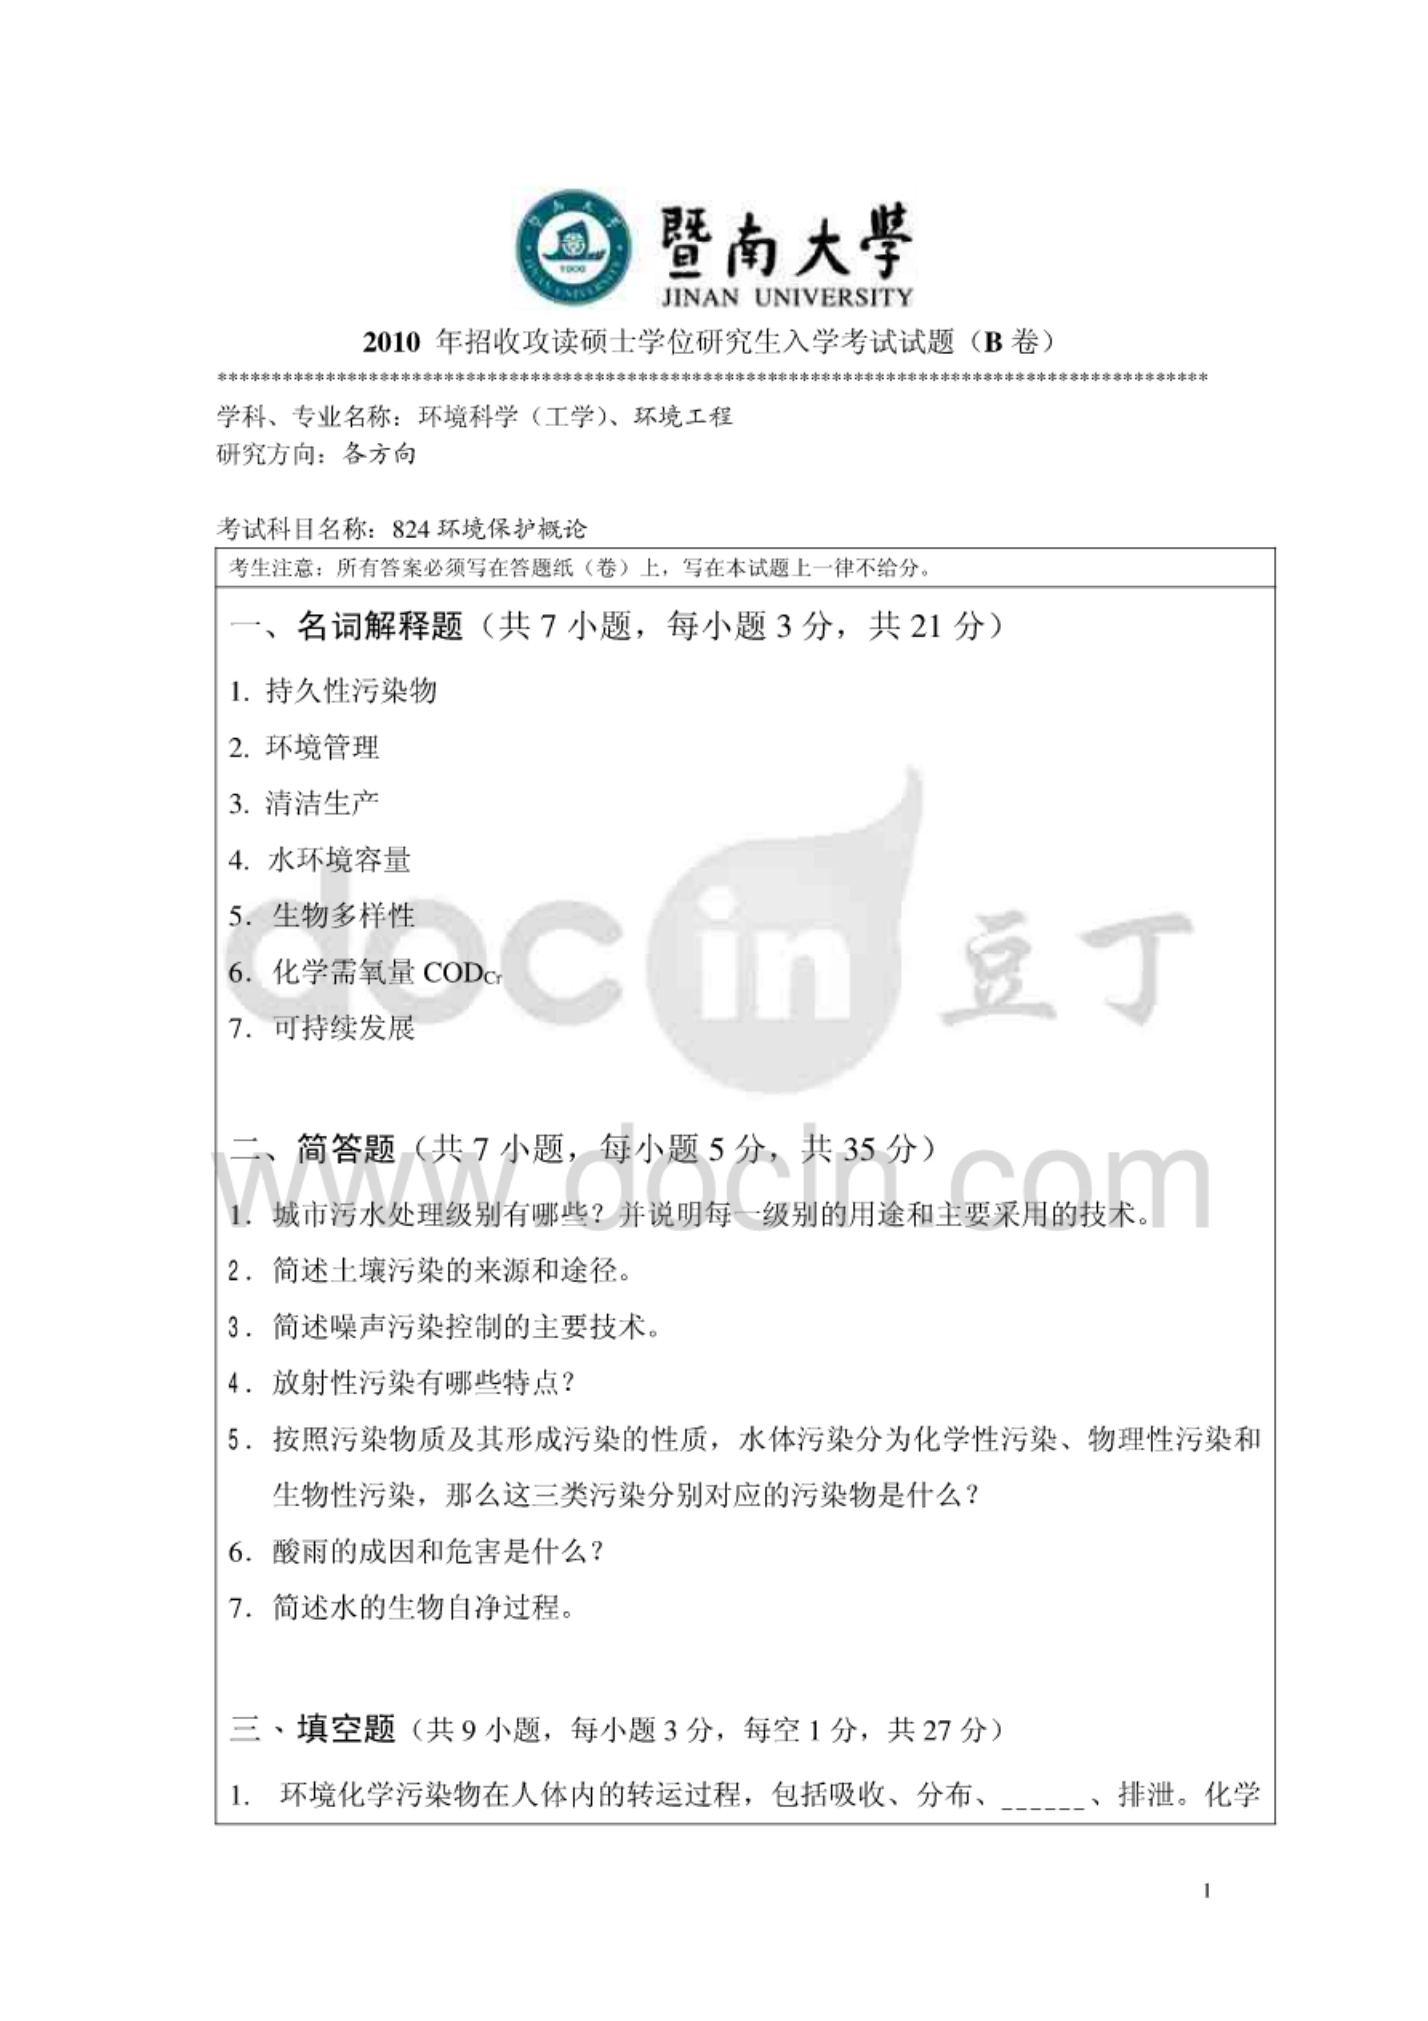 暨南大学
JINAN UNIVERSITY
2010 年招收攻读硕士学位研究生入学考试试题（B 卷）
********************************************************************************************
学科、专业名称：环境科学（工学）、环境工程
研究方向：各方向
考试科目名称：824 环境保护概论
考生注意：所有答案必须写在答题纸（卷）上，写在本试题上一律不给分。
一、名词解释题（共 7 小题，每小题 3 分，共 21 分）
1. 持久性污染物
2. 环境管理
3. 清洁生产
4. 水环境容量
5. 生物多样性
6. 化学需氧量 CODCr
7. 可持续发展
docin 豆丁
www.docin.com
二、简答题（共 7 小题，每小题 5 分，共 35 分）
1. 城市污水处理级别有哪些？并说明每一级别的用途和主要采用的技术。
2. 简述土壤污染的来源和途径。
3. 简述噪声污染控制的主要技术。
4. 放射性污染有哪些特点？
5. 按照污染物质及其形成污染的性质，水体污染分为化学性污染、物理性污染和
生物性污染，那么这三类污染分别对应的污染物是什么？
6. 酸雨的成因和危害是什么？
7. 简述水的生物自净过程。
三、填空题（共 9 小题，每小题 3 分，每空 1 分，共 27 分）
1. 环境化学污染物在人体内的转运过程，包括吸收、分布、______、排泄。化学
1